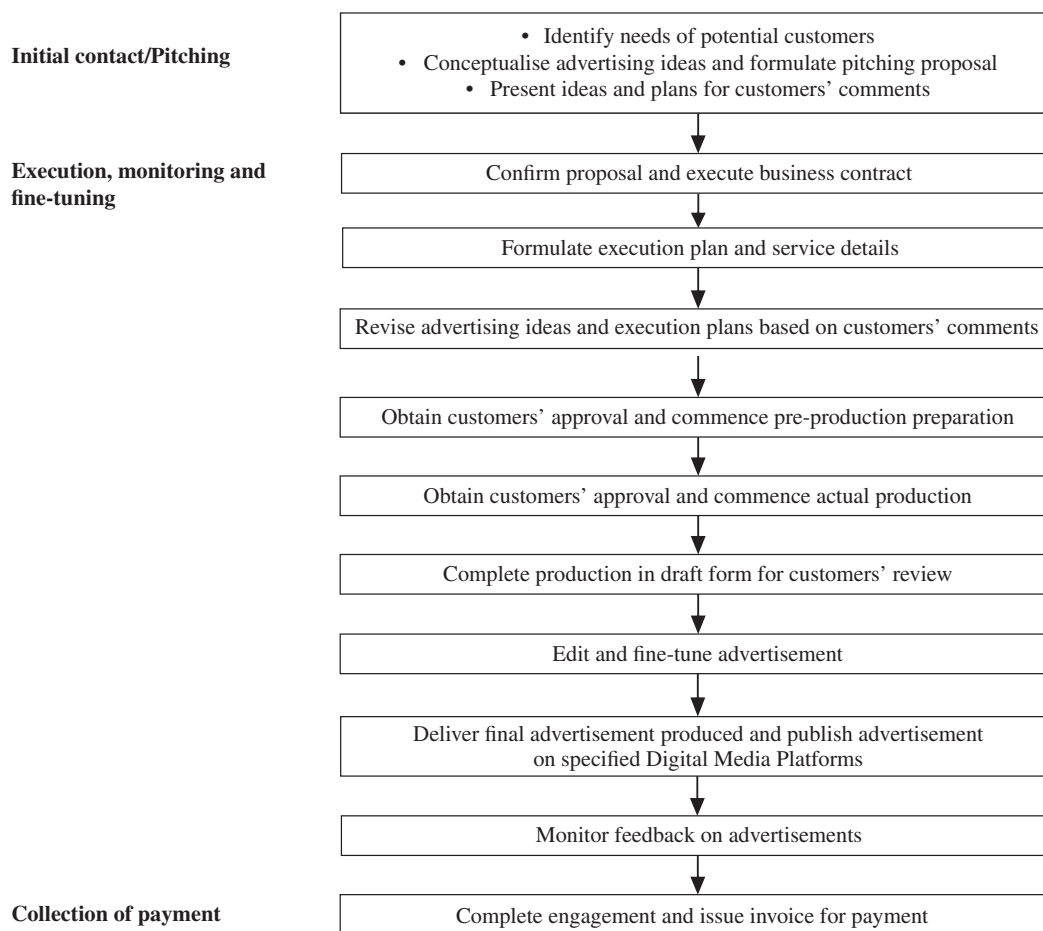 Initial contact/Pitching
• Identify needs of potential customers
• Conceptualise advertising ideas and formulate pitching proposal
• Present ideas and plans for customers’ comments
Execution, monitoring and
fine-tuning
Confirm proposal and execute business contract
Formulate execution plan and service details
Revise advertising ideas and execution plans based on customers’ comments
Obtain customers’ approval and commence pre-production preparation
Obtain customers’ approval and commence actual production
Complete production in draft form for customers’ review
Edit and fine-tune advertisement
Deliver final advertisement produced and publish advertisement
on specified Digital Media Platforms
Monitor feedback on advertisements
Collection of payment
Complete engagement and issue invoice for payment